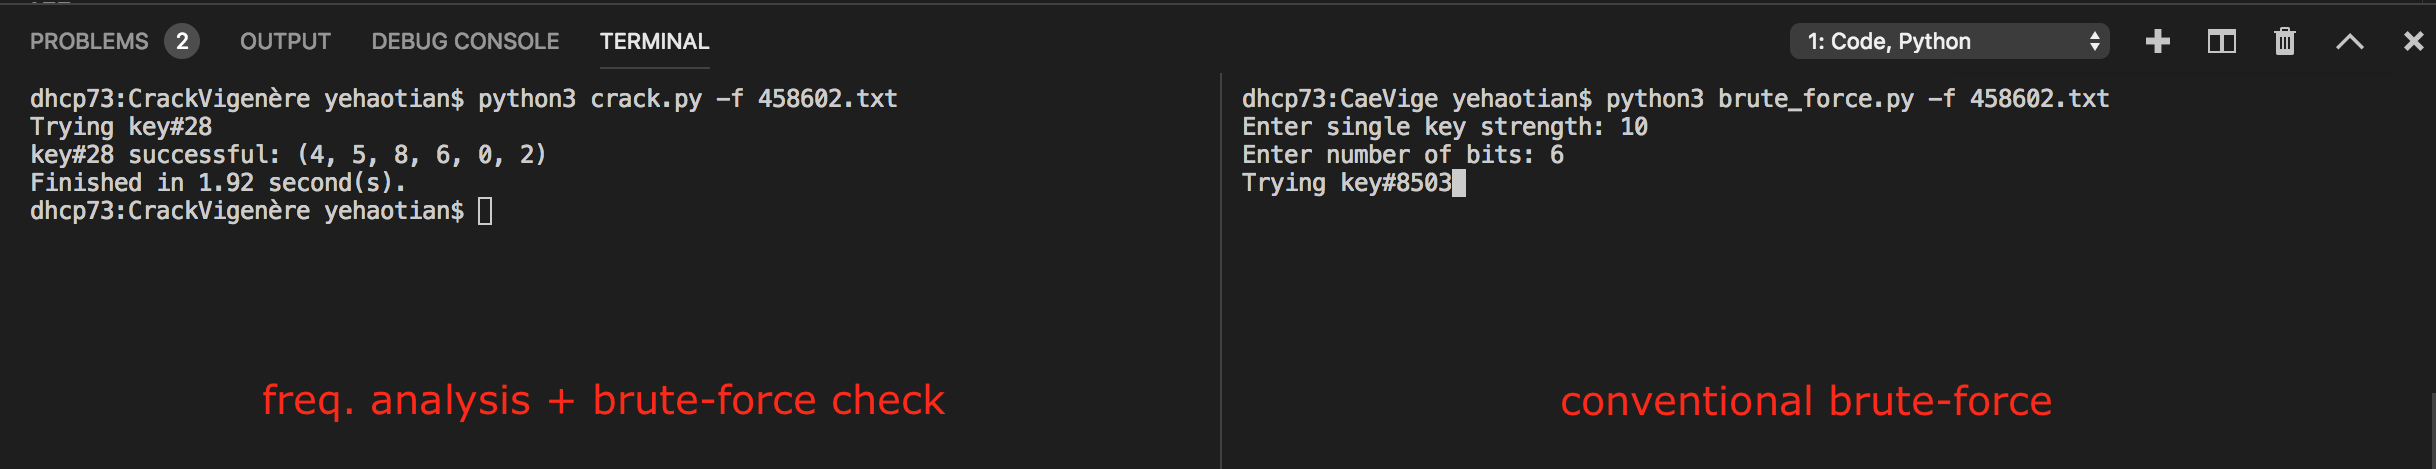 PROBLEMS 2 OUTPUT DEBUG CONSOLE TERMINAL 1: Code, Python
dhcp73:CrackVigenère yehaotian$ python3 crack.py -f 458602.txt
Trying key#28
key#28 successful: (4, 5, 8, 6, 0, 2)
Finished in 1.92 second(s).
dhcp73:CrackVigenère yehaotian$
freq. analysis + brute-force check
dhcp73:CaeVige yehaotian$ python3 brute_force.py -f 458602.txt
Enter single key strength: 10
Enter number of bits: 6
Trying key#8503
conventional brute-force